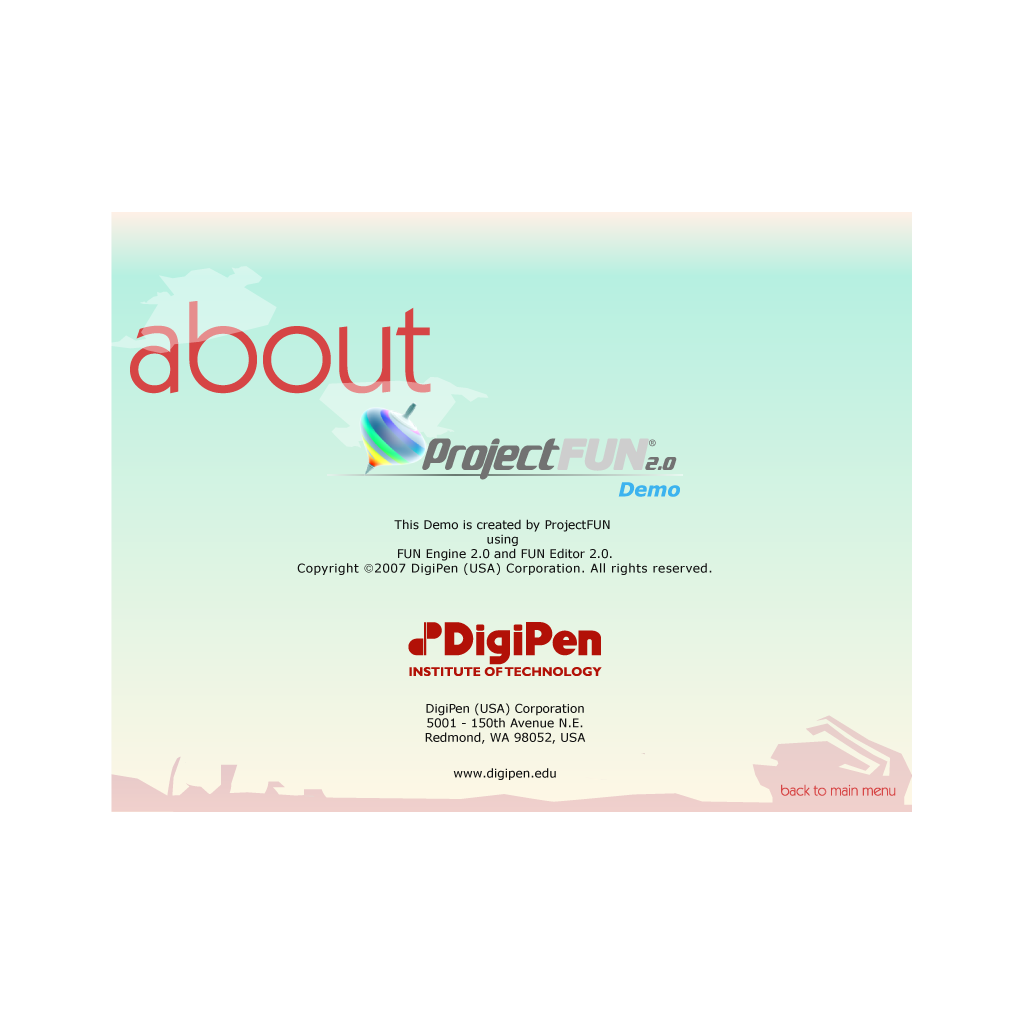 about
ProjectFUN® 2.0
Demo
This Demo is created by ProjectFUN
using
FUN Engine 2.0 and FUN Editor 2.0.
Copyright ©2007 DigiPen (USA) Corporation. All rights reserved.
DigiPen
INSTITUTE OF TECHNOLOGY
DigiPen (USA) Corporation
5001 - 150th Avenue N.E.
Redmond, WA 98052, USA
www.digipen.edu
back to main menu